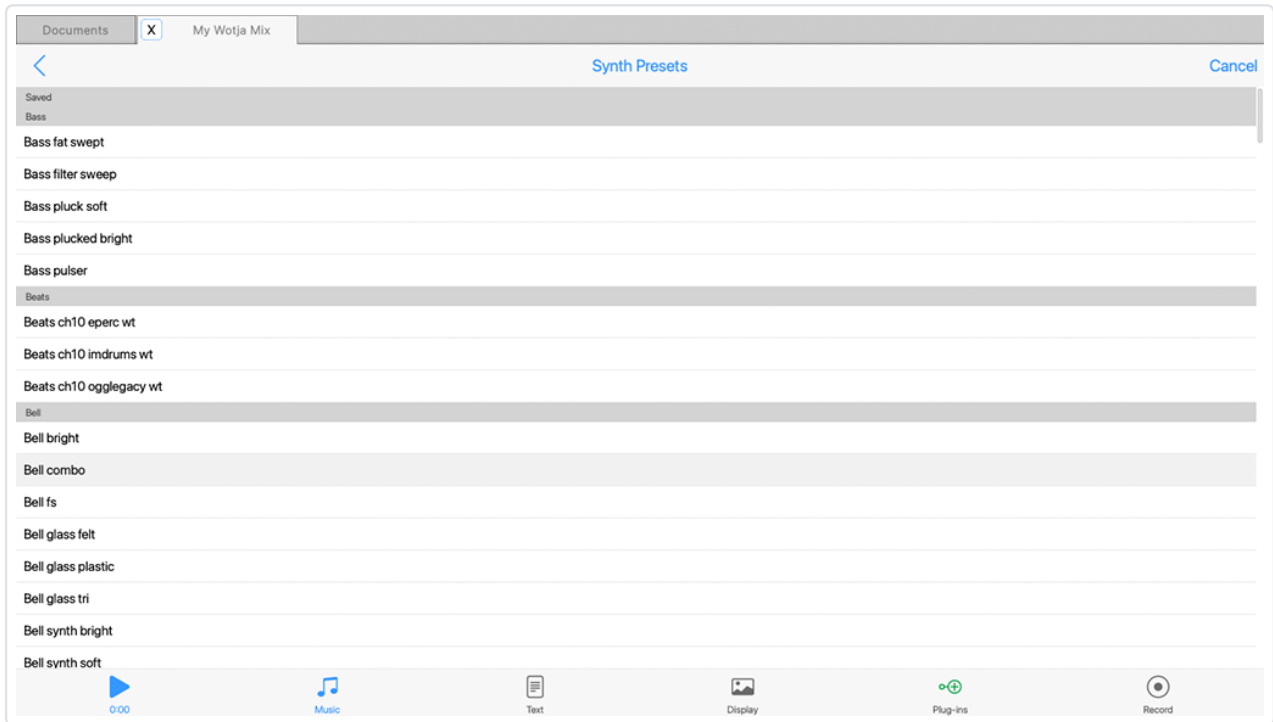 Documents X My Wotja Mix
Synth Presets Cancel
Saved
Bass
Bass fat swept
Bass filter sweep
Bass pluck soft
Bass plucked bright
Bass pulser
Beats
Beats ch10 eperc wt
Beats ch10 imdrums wt
Beats ch10 ogglegacy wt
Bell
Bell bright
Bell combo
Bell fs
Bell glass felt
Bell glass plastic
Bell glass tri
Bell synth bright
Bell synth soft
0:00 Music Text Display Plug-ins Record